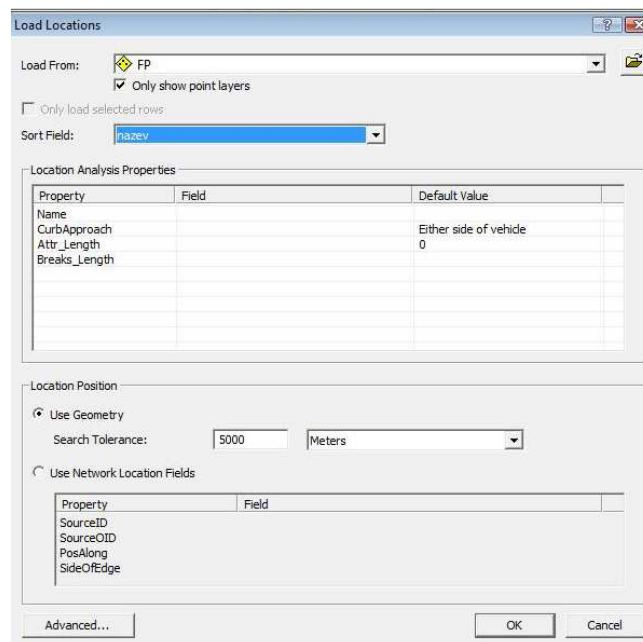 Load Locations
Load From: FP
Only show point layers
Only load selected rows
Sort Field: nazev
Location Analysis Properties
Property Field Default Value
Name
CurbApproach Either side of vehicle
Attr_Length 0
Breaks_Length
Location Position
Use Geometry
Search Tolerance: 5000 Meters
Use Network Location Fields
Property Field
SourceID
SourceOID
PosAlong
SideOfEdge
Advanced... OK Cancel